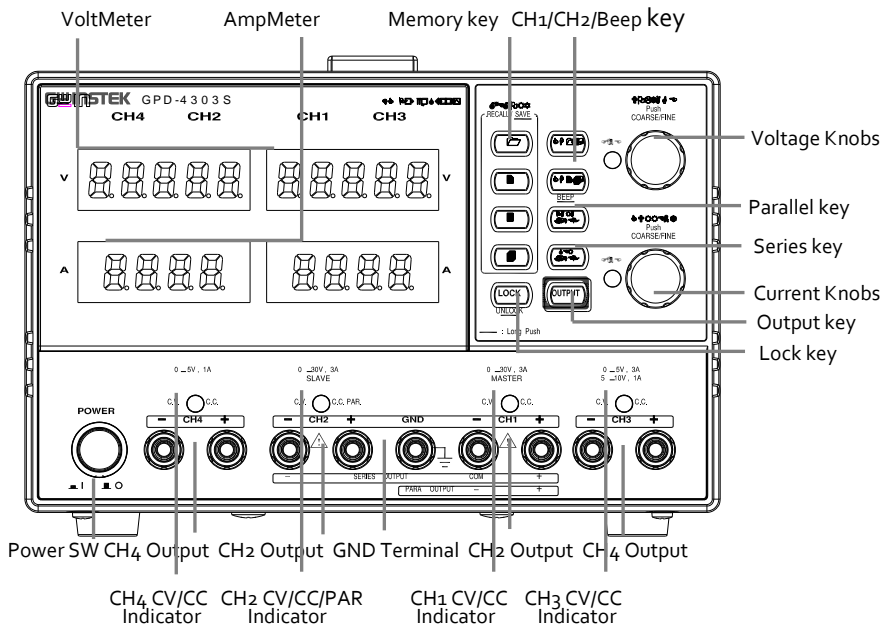 VoltMeter AmpMeter Memory key CH1/CH2/Beep key
GWINSTEK GPD-4303S
CH4 CH2 CH1 CH3
RECALL/ SAVE
Push
COARSE/FINE
Voltage Knobs
V V
BEEP
Parallel key
Push
COARSE/FINE
Series key
A A
LOCK OUTPUT
Current Knobs
UNLOCK
Output key
: Long Push
Lock key
0 30V, 3A
SLAVE
0 5V, 1A
0 30V, 3A
MASTER
0 5V, 3A
5 10V, 1A
POWER
C.V. C.C. C.V. C.C. PAR. C.V. C.C. C.V. C.C.
− CH4 + − CH2 + GND − CH1 + − CH3 +
− SERIES OUTPUT COM +
PARA OUTPUT − +
I O
Power SW CH4 Output CH2 Output GND Terminal CH2 Output CH4 Output
CH4 CV/CC CH2 CV/CC/PAR CH1 CV/CC CH3 CV/CC
Indicator Indicator Indicator Indicator